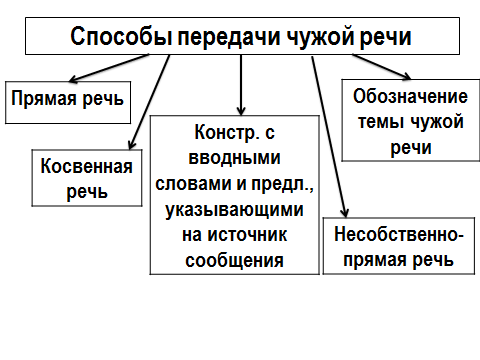 Способы передачи чужой речи
Прямая речь
Косвенная
речь
Констр. с
вводными
словами и предл.,
указывающими
на источник
сообщения
Обозначение
темы чужой
речи
Несобственно-
прямая речь